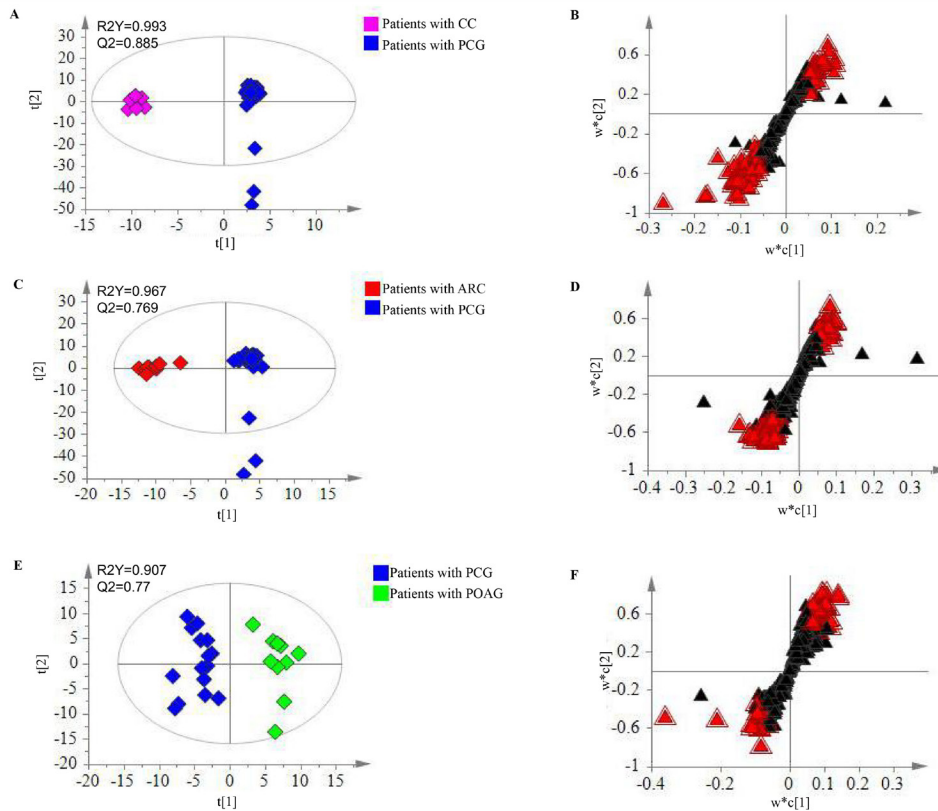 A
R2Y=0.993
Q2=0.885
Patients with CC
Patients with PCG
30
20
10
0
-10
-20
-30
-40
-50
t[2]
-15
-10
-5
0
5
10
t[1]
B
0.6
0.2
-0.2
-0.6
-1
w*c[2]
-0.3
-0.2
-0.1
0
0.1
0.2
w*c[1]
C
R2Y=0.967
Q2=0.769
Patients with ARC
Patients with PCG
30
20
10
0
-10
-20
-30
-40
-50
t[2]
-20
-15
-10
-5
0
5
10
15
t[1]
D
0.6
0.2
-0.2
-0.6
-1
w*c[2]
-0.4
-0.3
-0.2
-0.1
0
0.1
0.2
0.3
w*c[1]
E
R2Y=0.907
Q2=0.77
Patients with PCG
Patients with POAG
15
10
5
0
-5
-10
-15
-20
t[2]
-20
-15
-10
-5
0
5
10
15
t[1]
F
0.6
0.2
-0.2
-0.6
-1
w*c[2]
-0.4
-0.3
-0.2
-0.1
0
0.1
0.2
0.3
w*c[1]